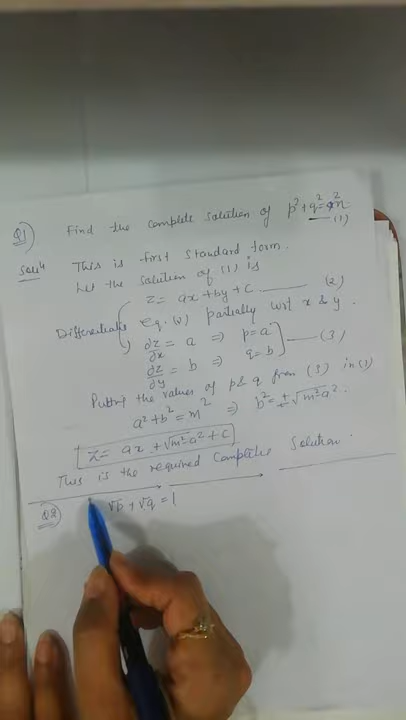 Q1) Find the complete solution of p²+q²=m² —(1)
Solⁿ This is first standard form.
Let the solution of (1) is
z= ax+by+c. —— (2)
Differentiate eq. (2) partially wrt x & y.
∂z/∂x = a ⇒ p=a
∂z/∂y = b ⇒ q=b } —(3)
Putting the values of p & q from (3) in (1)
a²+b²=m² ⇒ b²=± √m²-a².
z= ax ± √m²-a² + c
This is the required Complete Solution.
Q2) √p + √q = 1